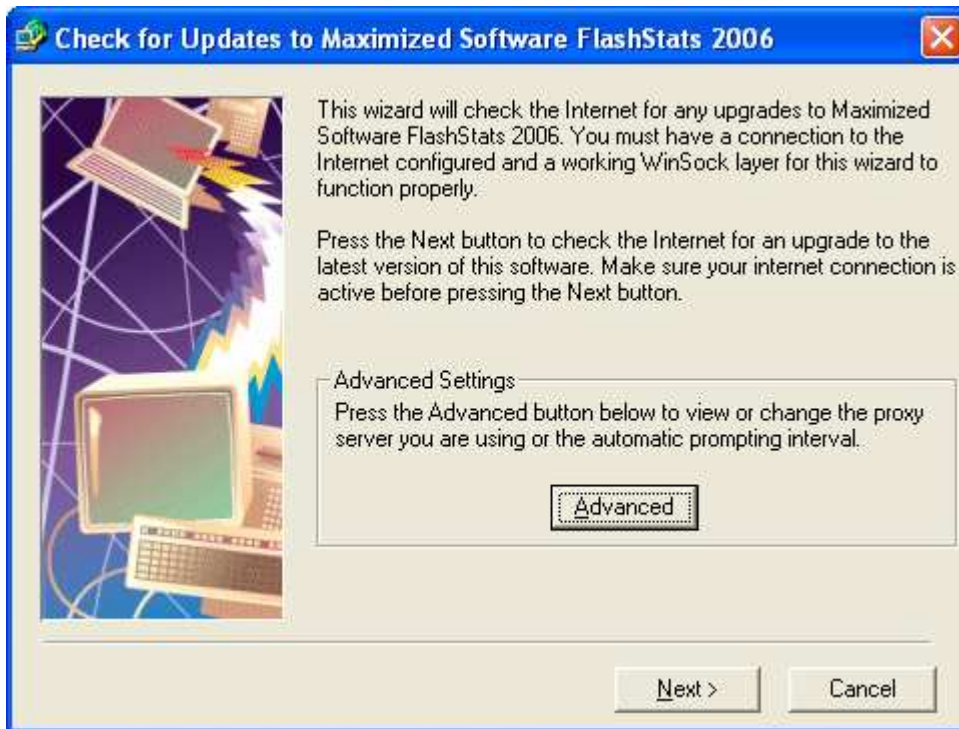 Check for Updates to Maximized Software FlashStats 2006
This wizard will check the Internet for any upgrades to Maximized
Software FlashStats 2006. You must have a connection to the
Internet configured and a working WinSock layer for this wizard to
function properly.
Press the Next button to check the Internet for an upgrade to the
latest version of this software. Make sure your internet connection is
active before pressing the Next button.
Advanced Settings
Press the Advanced button below to view or change the proxy
server you are using or the automatic prompting interval.
Advanced
Next >
Cancel